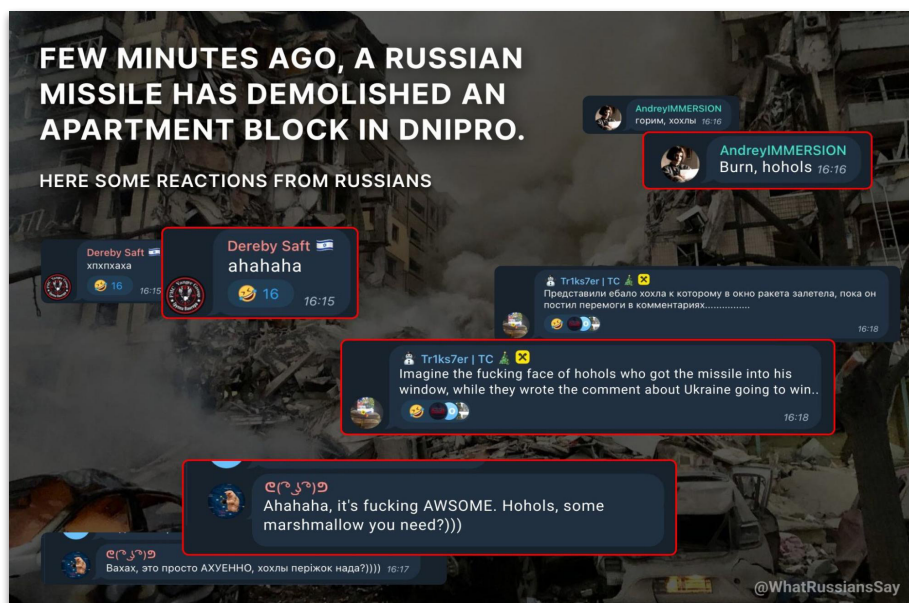 FEW MINUTES AGO, A RUSSIAN
MISSILE HAS DEMOLISHED AN
APARTMENT BLOCK IN DNIPRO.
HERE SOME REACTIONS FROM RUSSIANS
AndreyIMMERSION
горим, хохлы 16:16
AndreyIMMERSION
Burn, hohols 16:16
Dereby Saft
хпхпхаха
16
16:15
Dereby Saft
ahahaha
16
16:15
Tr1ks7er | TC
Представили ебало хохла к которому в окно ракета залетела, пока он
постил перемоги в комментариях................
16:18
Tr1ks7er | TC
Imagine the fucking face of hohols who got the missile into his
window, while they wrote the comment about Ukraine going to win..
16:18
Ahahaha, it's fucking AWSOME. Hohols, some
marshmallow you need?)))
Вахах, это просто АХУЕННО, хохлы періжок нада?)))) 16:17
@WhatRussiansSay